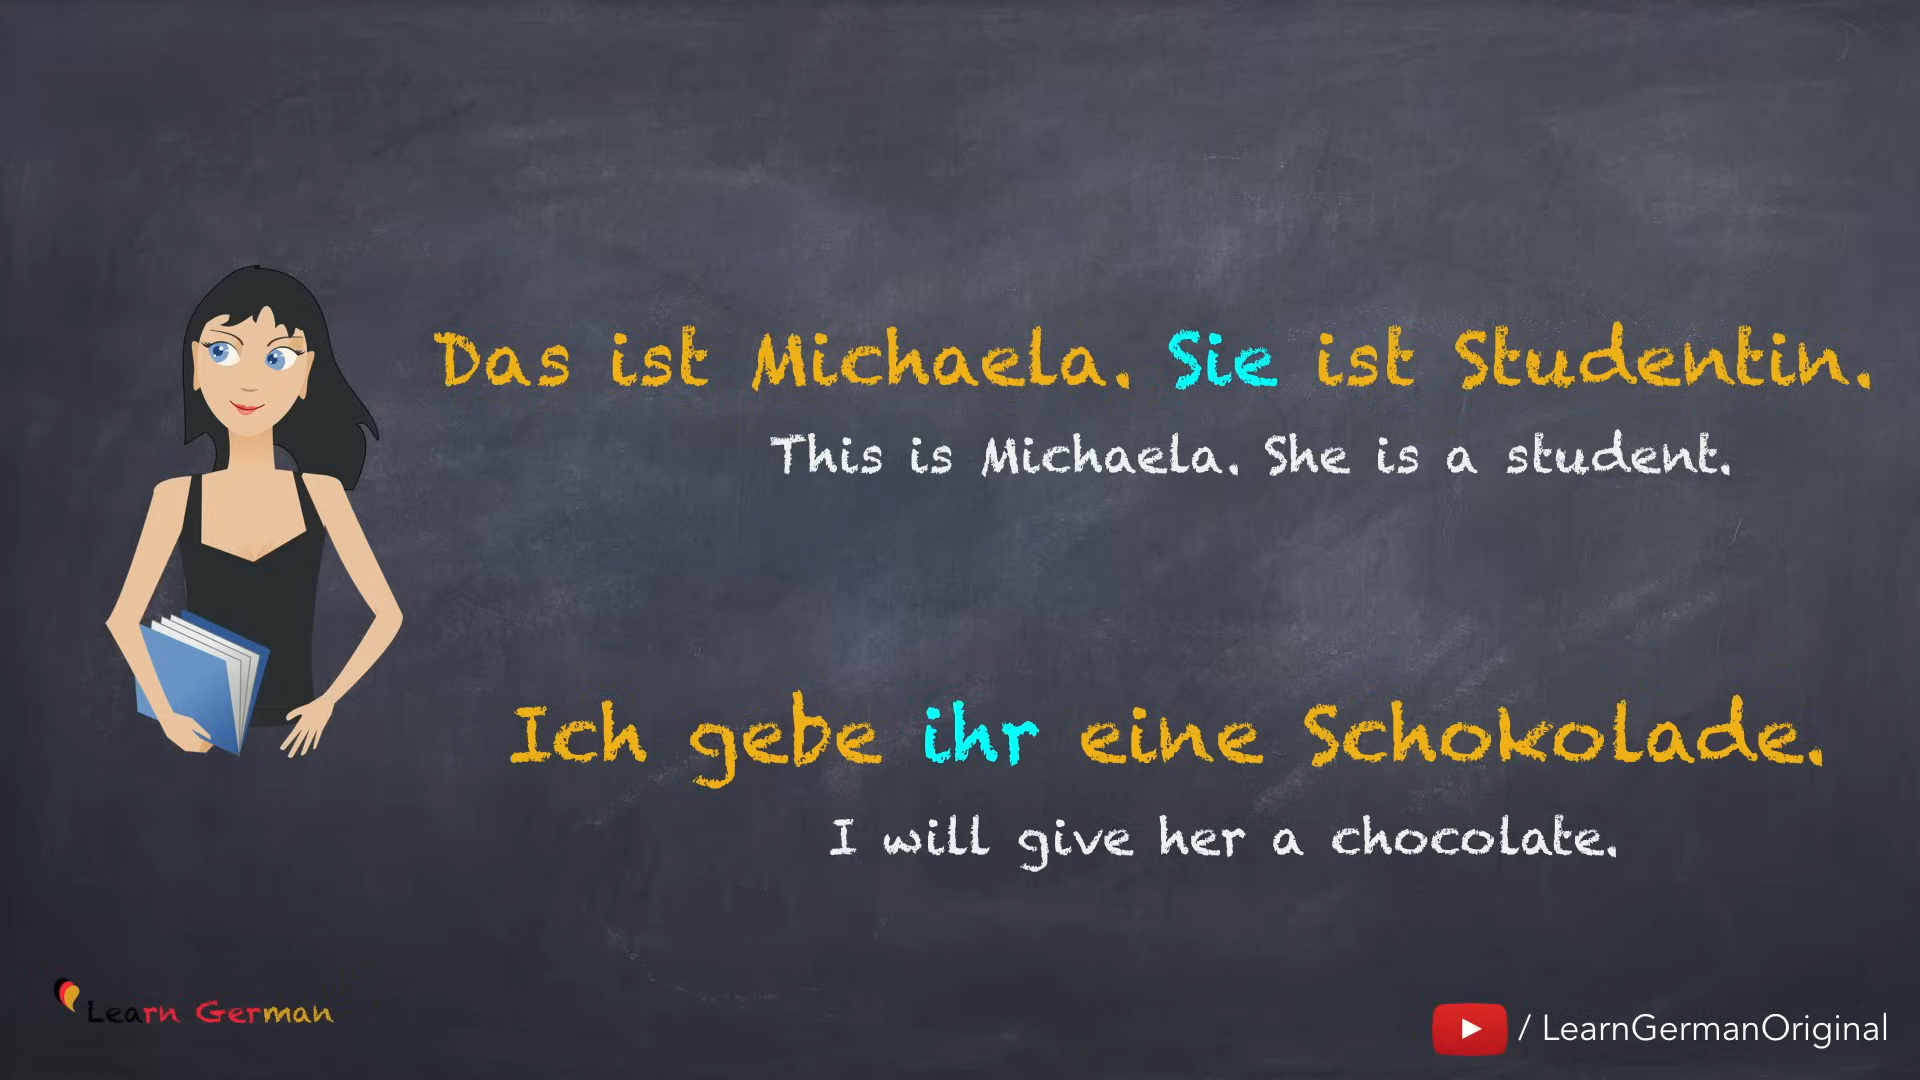 Das ist Michaela. Sie ist Studentin.
This is Michaela. She is a student.
Ich gebe ihr eine Schokolade.
I will give her a chocolate.
Learn German
/ LearnGermanOriginal